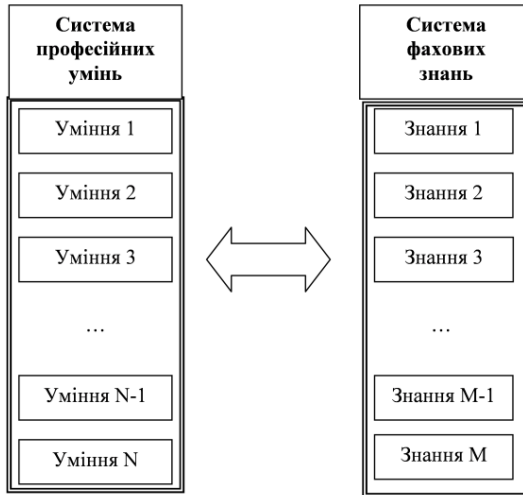 Система
професійних
умінь
Уміння 1
Уміння 2
Уміння 3
…
Уміння N-1
Уміння N
Система
фахових
знань
Знання 1
Знання 2
Знання 3
…
Знання M-1
Знання M